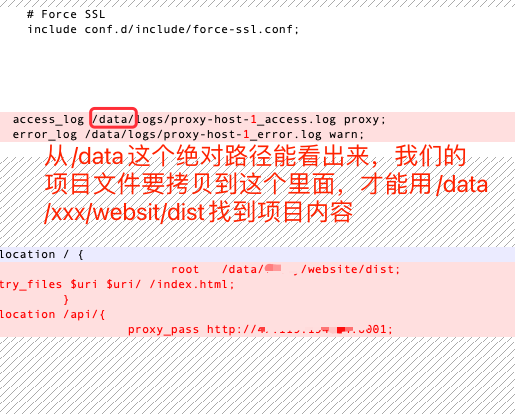 # Force SSL
include conf.d/include/force-ssl.conf;
access_log /data/logs/proxy-host-1_access.log proxy;
error_log /data/logs/proxy-host-1_error.log warn;
从/data这个绝对路径能看出来，我们的
项目文件要拷贝到这个里面，才能用/data
/xxx/websit/dist找到项目内容
location / {
root /data/ /website/dist;
try_files $uri $uri/ /index.html;
}
location /api/{
proxy_pass http://